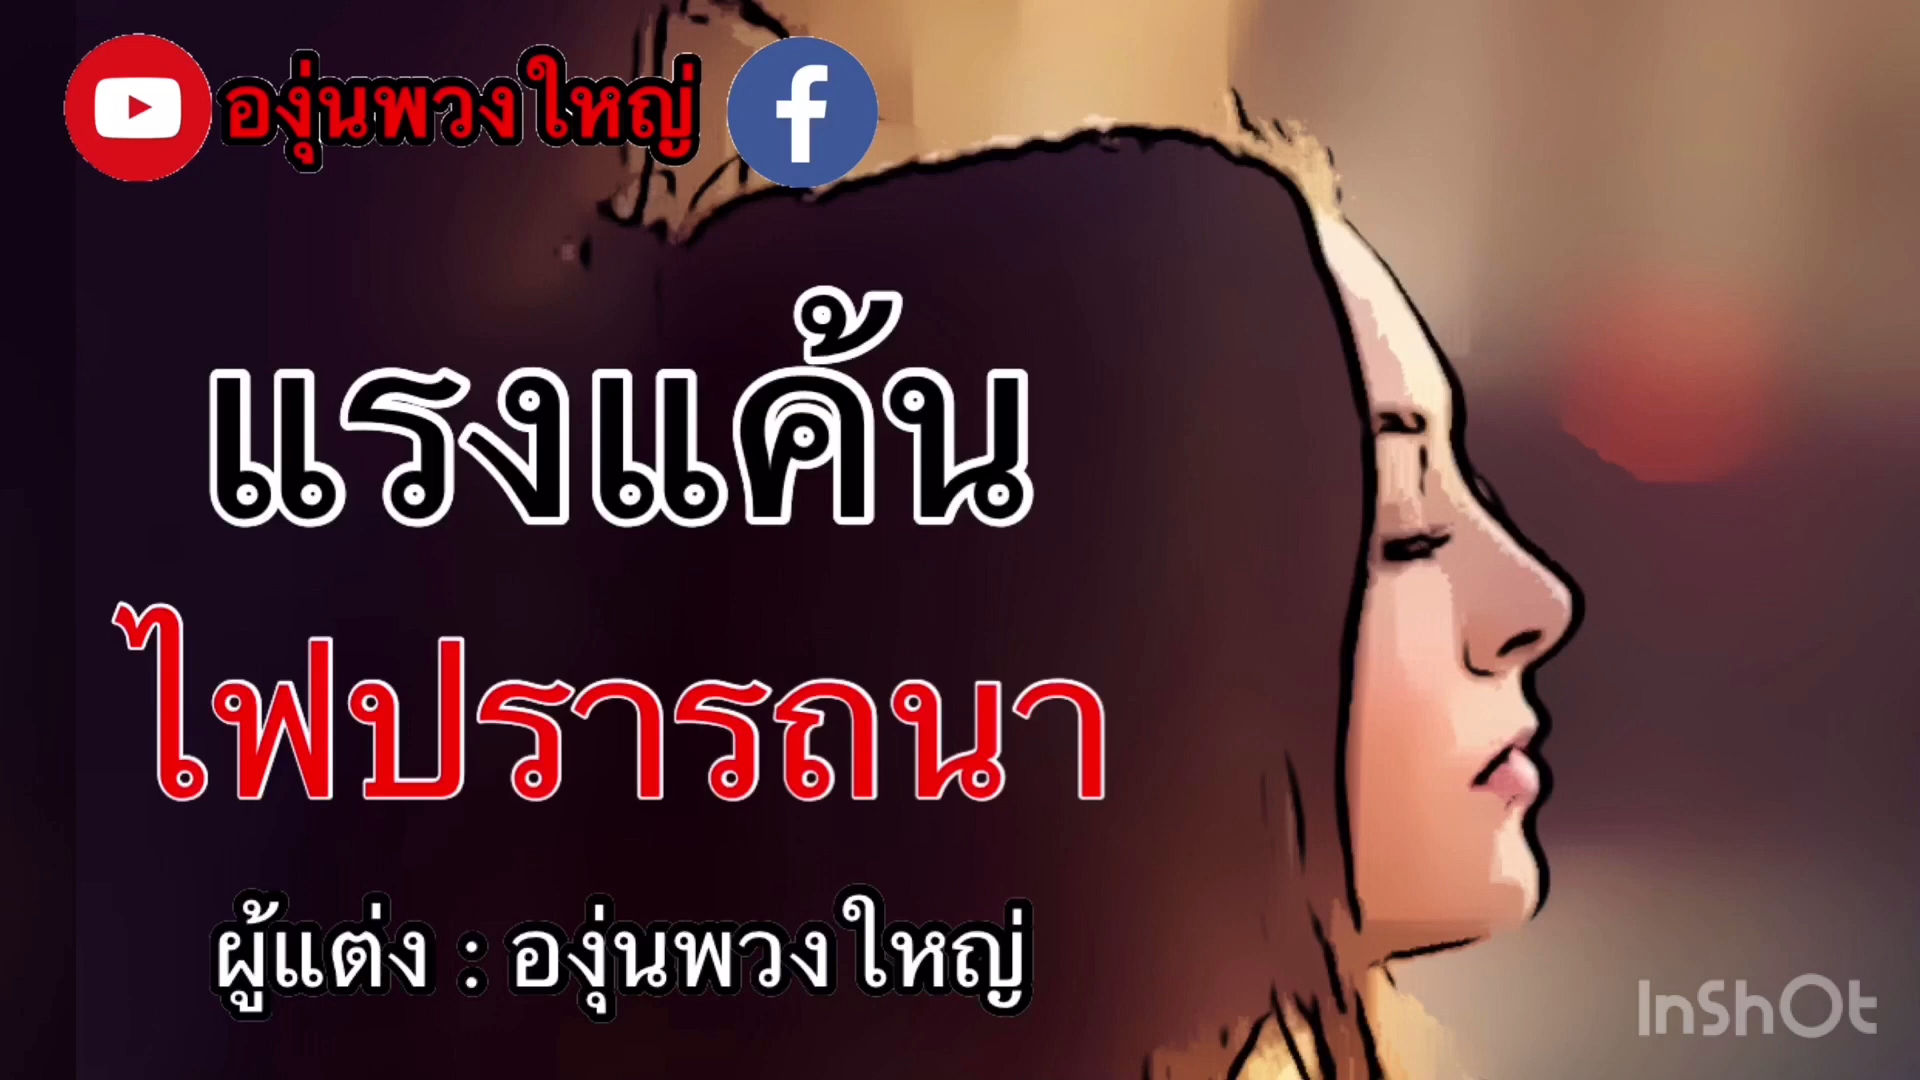 องุ่นพวงใหญ่
แรงแค้น
ไฟปรารถนา
ผู้แต่ง : องุ่นพวงใหญ่
InShOt